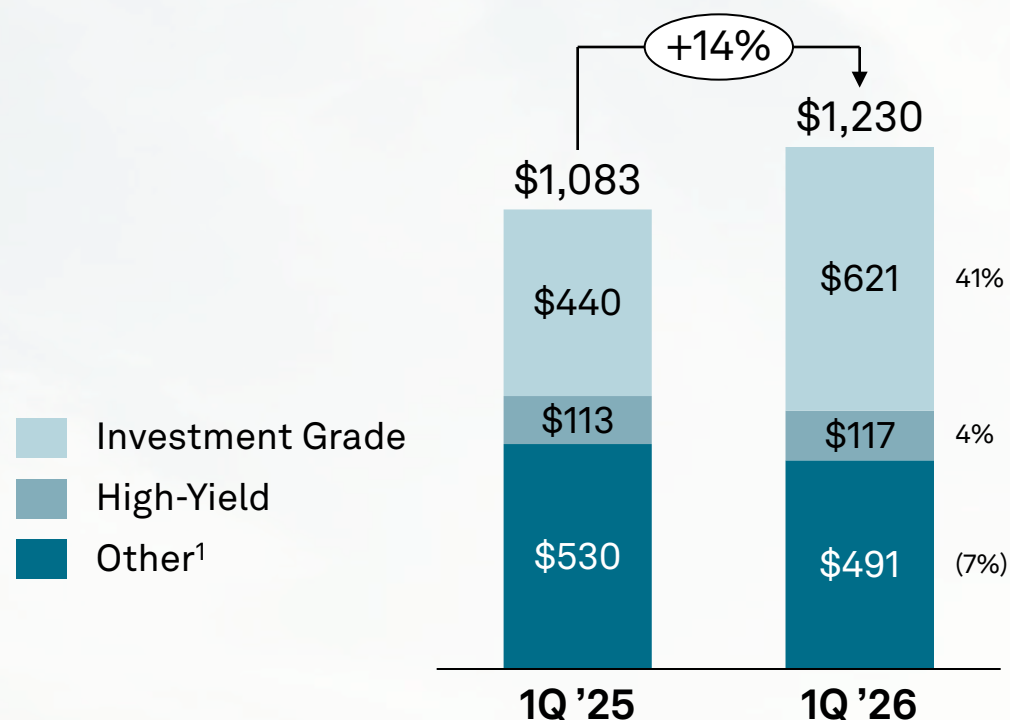 +14%
$1,230
$1,083
$621 41%
$440
$113
$117 4%
Investment Grade
High-Yield
Other¹
$530
$491 (7%)
1Q ’25 1Q ’26